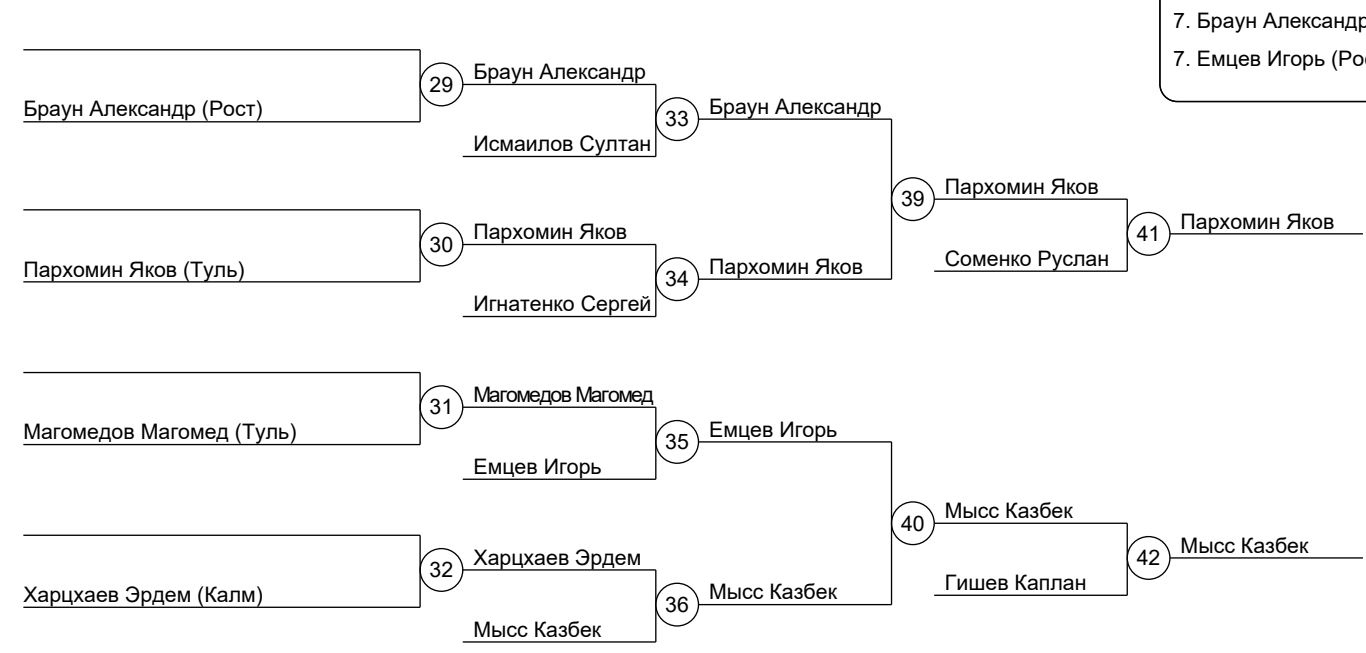 7. Браун Александр
7. Емцев Игорь
Браун Александр (Рост)
29
Браун Александр
Исмаилов Султан
33
Браун Александр
Пархомин Яков (Туль)
30
Пархомин Яков
Игнатенко Сергей
34
Пархомин Яков
39
Пархомин Яков
Соменко Руслан
41
Пархомин Яков
Магомедов Магомед (Туль)
31
Магомедов Магомед
Емцев Игорь
35
Емцев Игорь
Харцхаев Эрдем (Калм)
32
Харцхаев Эрдем
Мысс Казбек
36
Мысс Казбек
40
Мысс Казбек
Гишев Каплан
42
Мысс Казбек